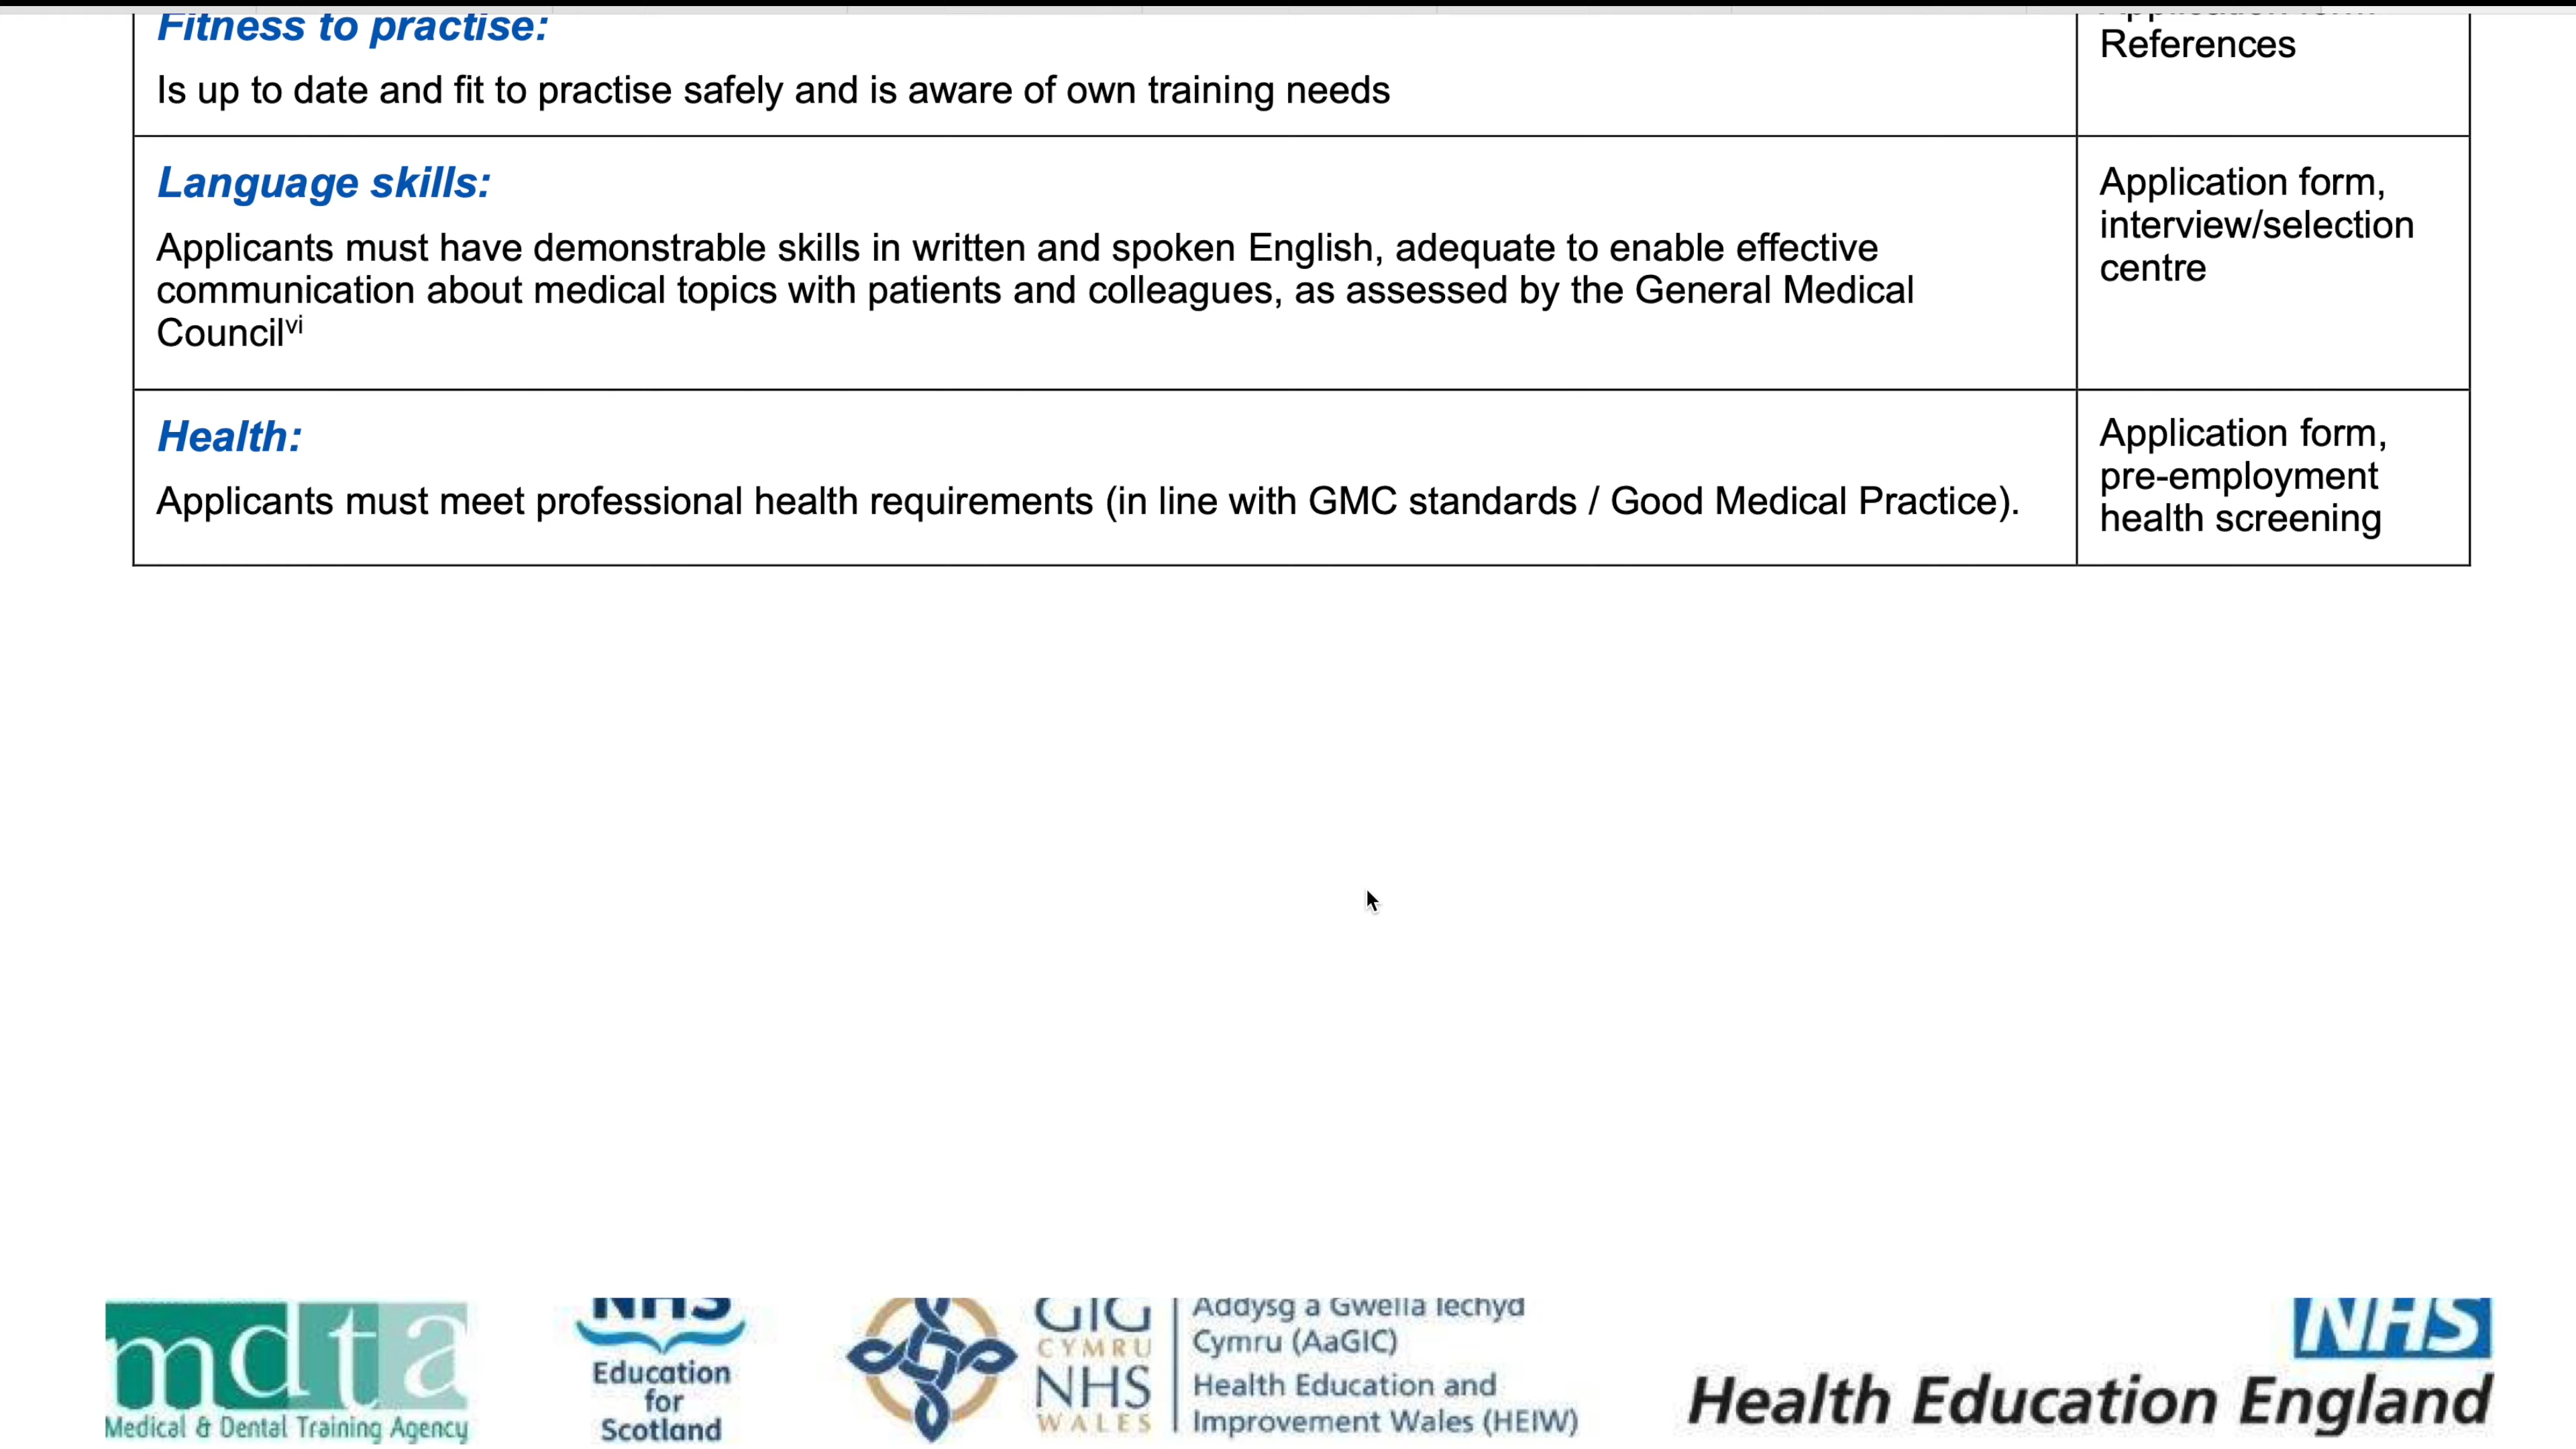 Fitness to practise:
References
Is up to date and fit to practise safely and is aware of own training needs
Language skills:
Applicants must have demonstrable skills in written and spoken English, adequate to enable effective
communication about medical topics with patients and colleagues, as assessed by the General Medical
Councilvi
Application form,
interview/selection
centre
Health:
Applicants must meet professional health requirements (in line with GMC standards / Good Medical Practice).
Application form,
pre-employment
health screening
mdta
Medical & Dental Training Agency
NHS
Education
for
Scotland
GIG
CYMRU
NHS
WALES
Addysg a Gwella Iechyd
Cymru (AaGIC)
Health Education and
Improvement Wales (HEIW)
NHS
Health Education England